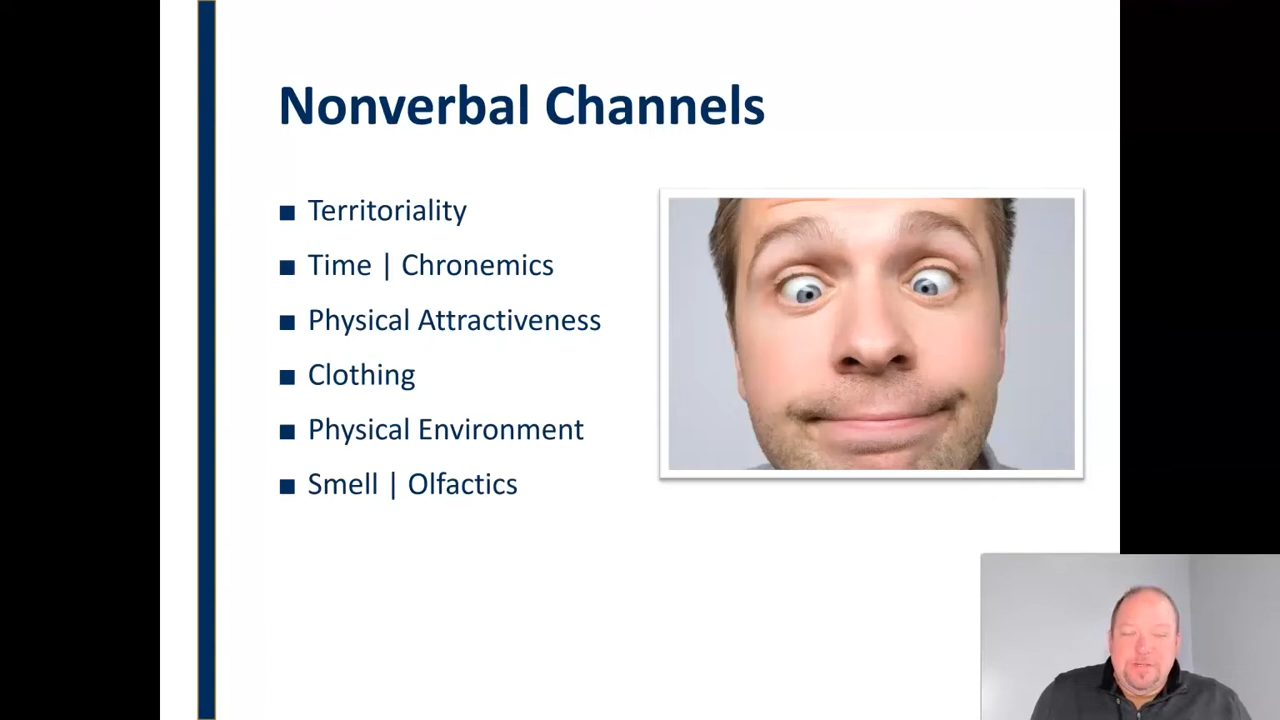 Nonverbal Channels
Territoriality
Time | Chronemics
Physical Attractiveness
Clothing
Physical Environment
Smell | Olfactics